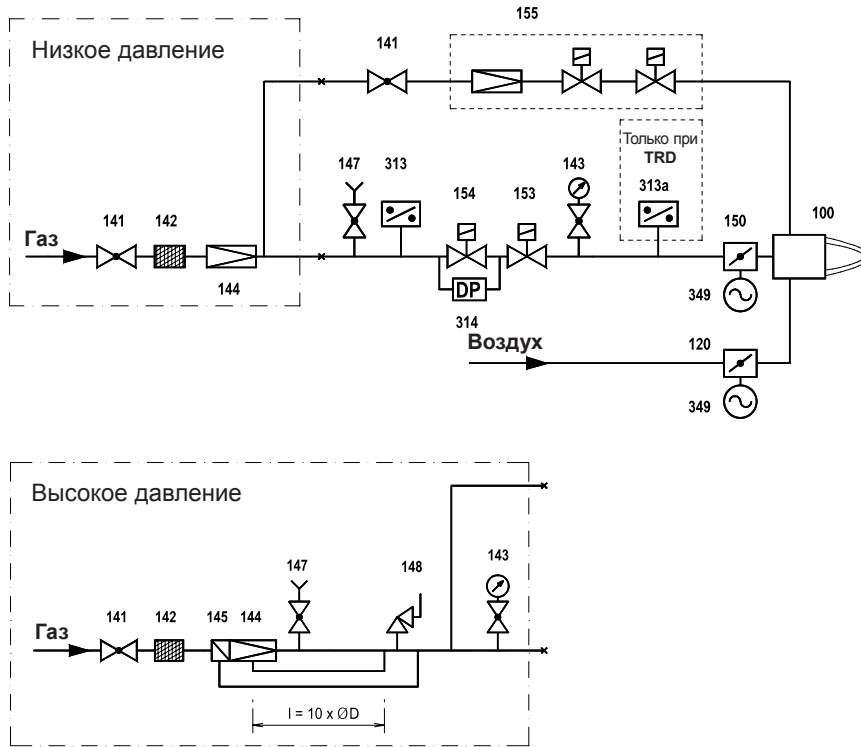 155
Низкое давление
141
Только при
TRD
147
313
154
153
143
313a
141
142
150
100
Газ
144
DP
349
314
Воздух
120
349
Высокое давление
147
148
143
141
142
145
144
Газ
l = 10 x ØD